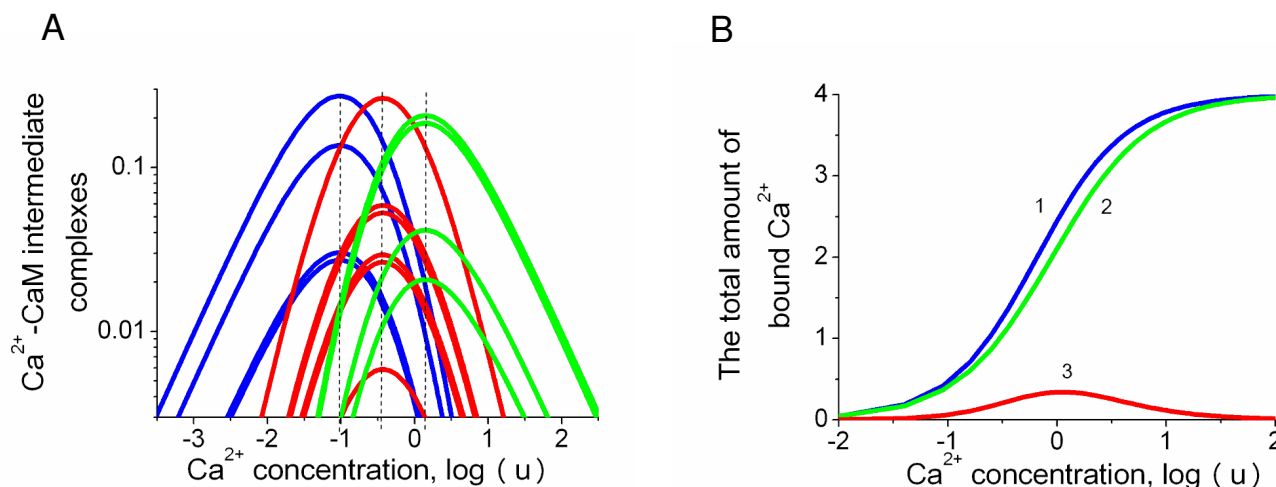 A
B
Ca²⁺-CaM intermediate
complexes
0.1
0.01
-3 -2 -1 0 1 2
Ca²⁺ concentration, log ( u )
The total amount of
bound Ca²⁺
4
3
2
1
0
1
2
3
-2 -1 0 1 2
Ca²⁺ concentration, log ( u )